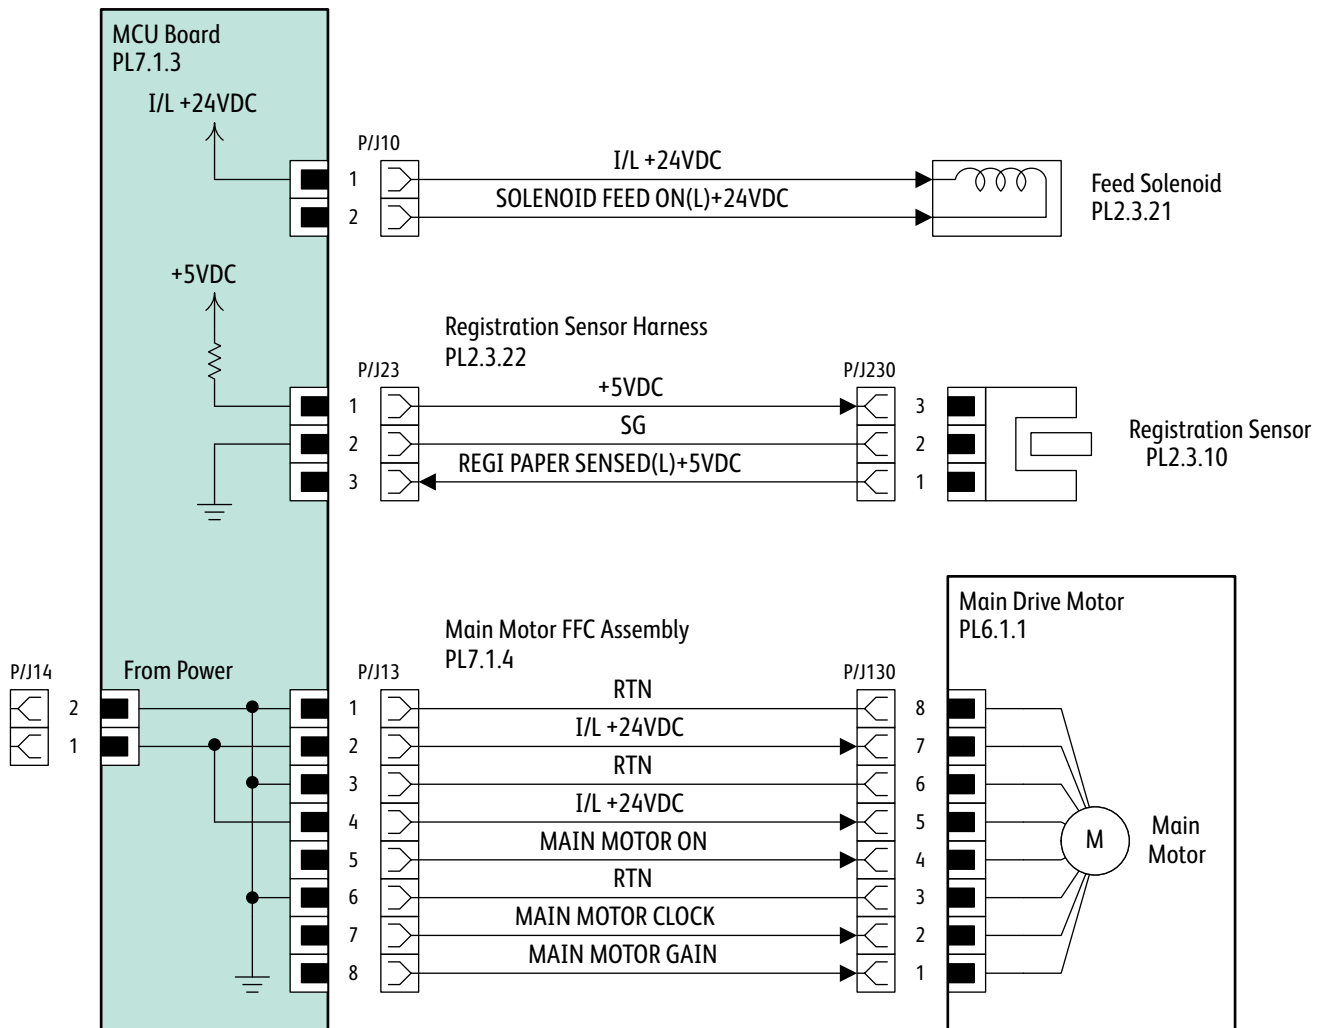 MCU Board
PL7.1.3
I/L +24VDC
P/J10
1
I/L +24VDC
2
SOLENOID FEED ON(L)+24VDC
Feed Solenoid
PL2.3.21
+5VDC
Registration Sensor Harness
PL2.3.22
P/J23
P/J230
1
+5VDC
3
2
SG
2
3
REGI PAPER SENSED(L)+5VDC
1
Registration Sensor
PL2.3.10
Main Drive Motor
PL6.1.1
Main Motor FFC Assembly
PL7.1.4
P/J14
From Power
P/J13
P/J130
2
1
RTN
8
1
2
I/L +24VDC
7
3
RTN
6
4
I/L +24VDC
5
5
MAIN MOTOR ON
4
M
Main
Motor
6
RTN
3
7
MAIN MOTOR CLOCK
2
8
MAIN MOTOR GAIN
1